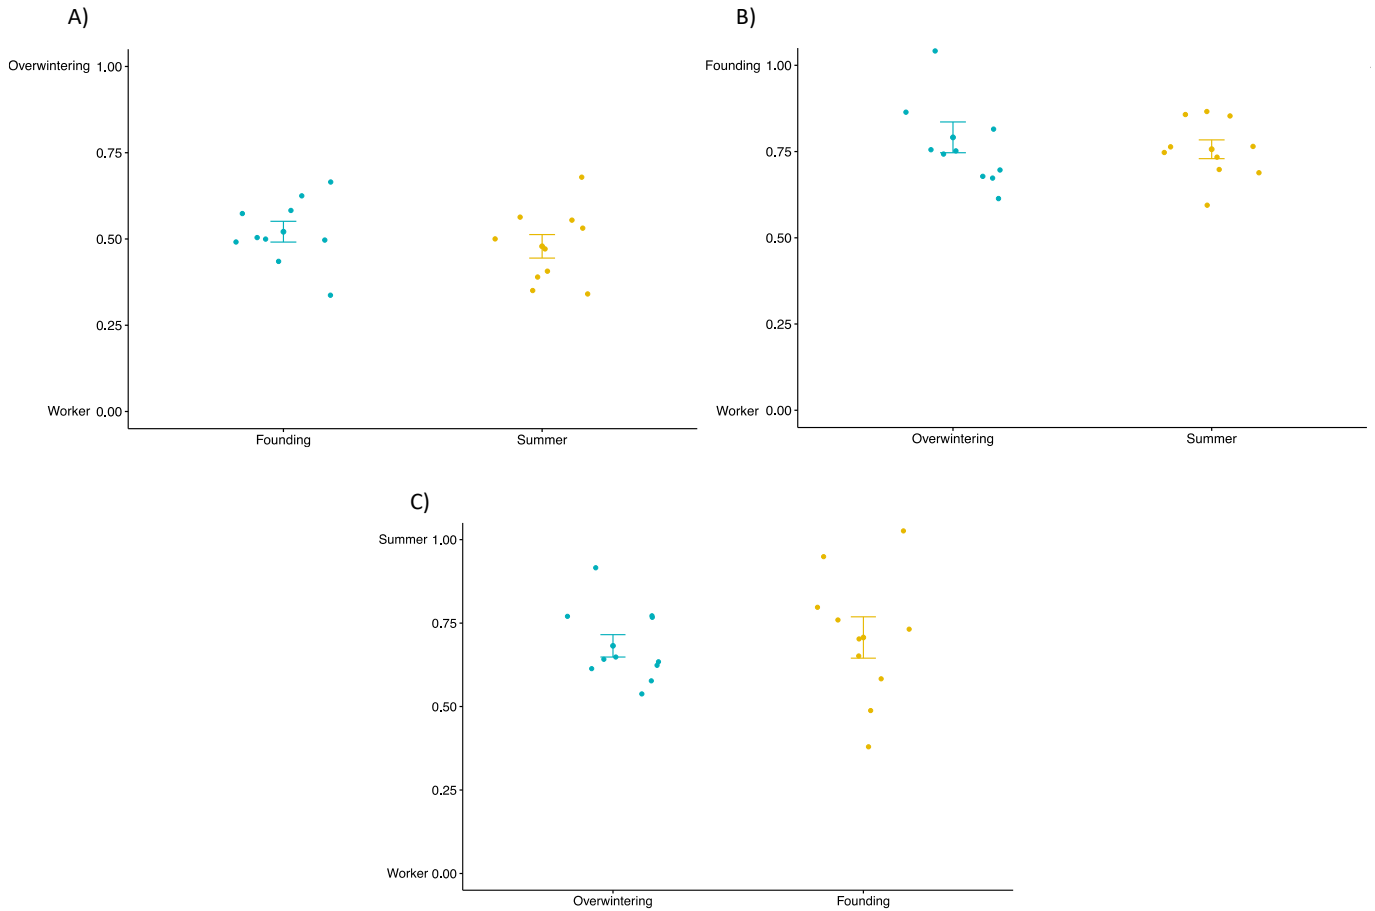 A)
Overwintering 1.00
0.75
0.50
0.25
Worker 0.00
Founding Summer
B)
Founding 1.00
0.75
0.50
0.25
Worker 0.00
Overwintering Summer
C)
Summer 1.00
0.75
0.50
0.25
Worker 0.00
Overwintering Founding